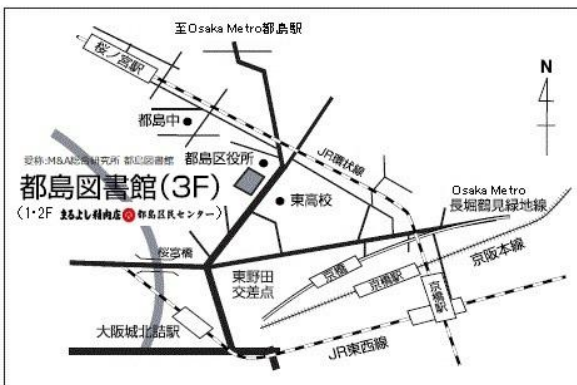 至Osaka Metro都島駅
桜ノ宮駅
N
都島中
JR環状線
愛称:M&A総合研究所 都島図書館
都島区役所
都島図書館(3F)
東高校
Osaka Metro
長堀鶴見緑地線
(1・2F まるよし精肉店 都島区民センター)
京阪本線
桜宮橋
東野田
交差点
京橋
京橋駅
京橋駅
大阪城北詰駅
JR東西線